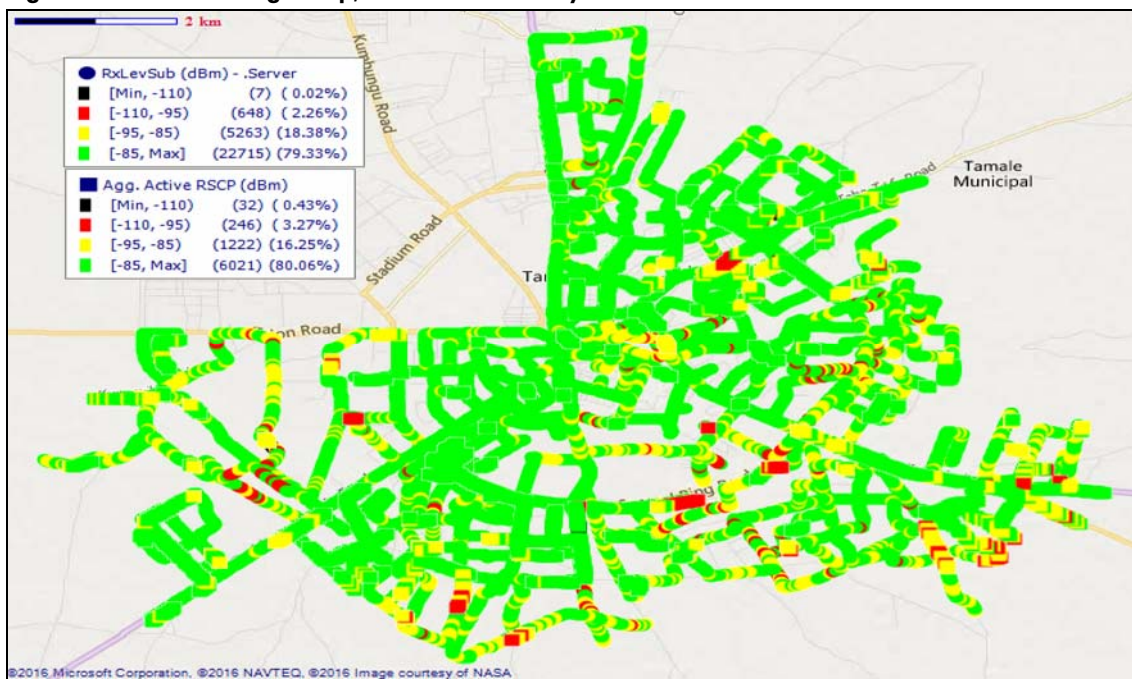 2 km
RxLevSub (dBm) - .Server
[Min, -110) (7) ( 0.02%)
[-110, -95) (648) ( 2.26%)
[-95, -85) (5263) (18.38%)
[-85, Max] (22715) (79.33%)
Agg. Active RSCP (dBm)
[Min, -110) (32) ( 0.43%)
[-110, -95) (246) ( 3.27%)
[-95, -85) (1222) (16.25%)
[-85, Max] (6021) (80.06%)
Kumbungu Road
Stadium Road
Tamale
Municipal
Road
Road
©2016 Microsoft Corporation, ©2016 NAVTEQ, ©2016 Image courtesy of NASA